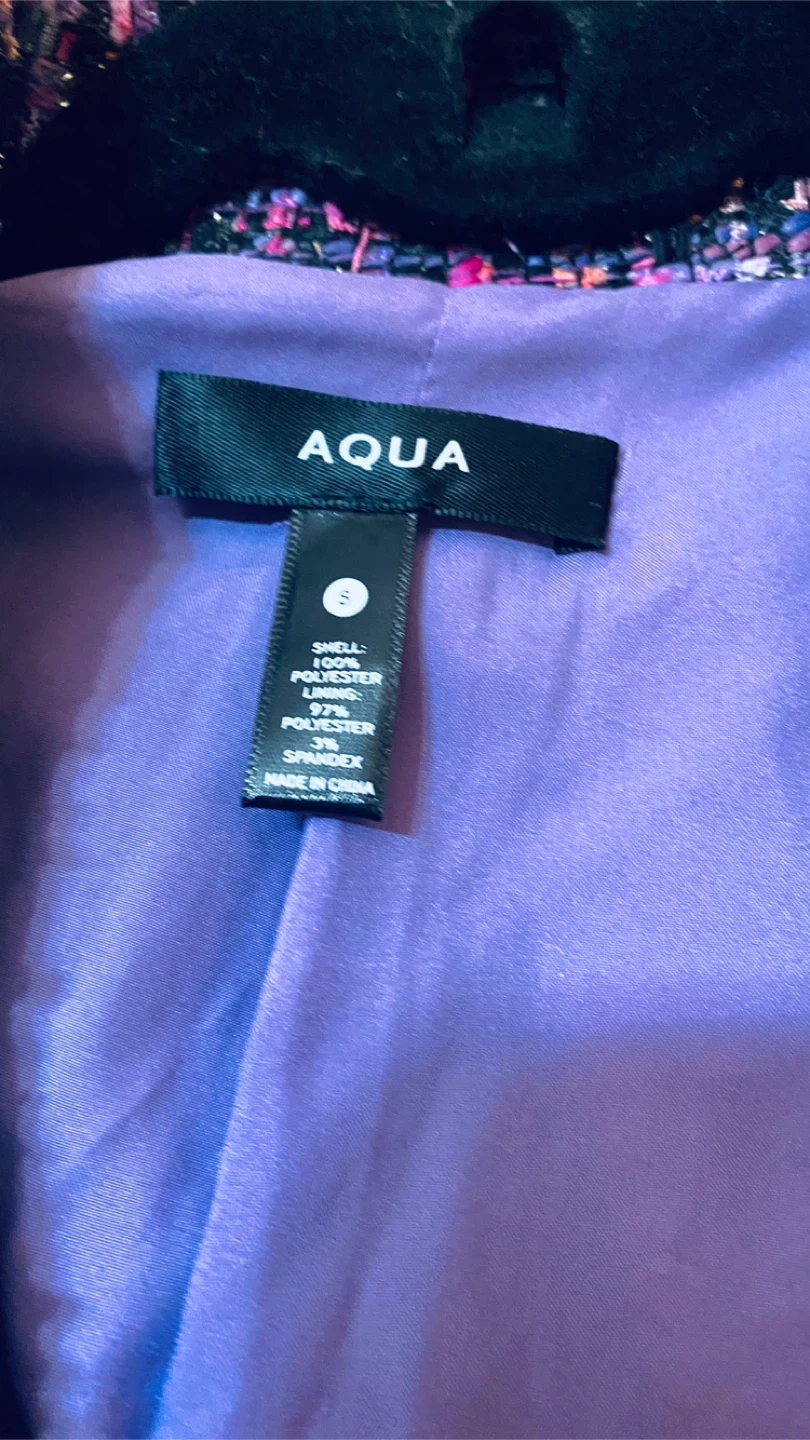 AQUA
S
SHELL:
100%
POLYESTER
LINING:
97%
POLYESTER
3%
SPANDEX
MADE IN CHINA